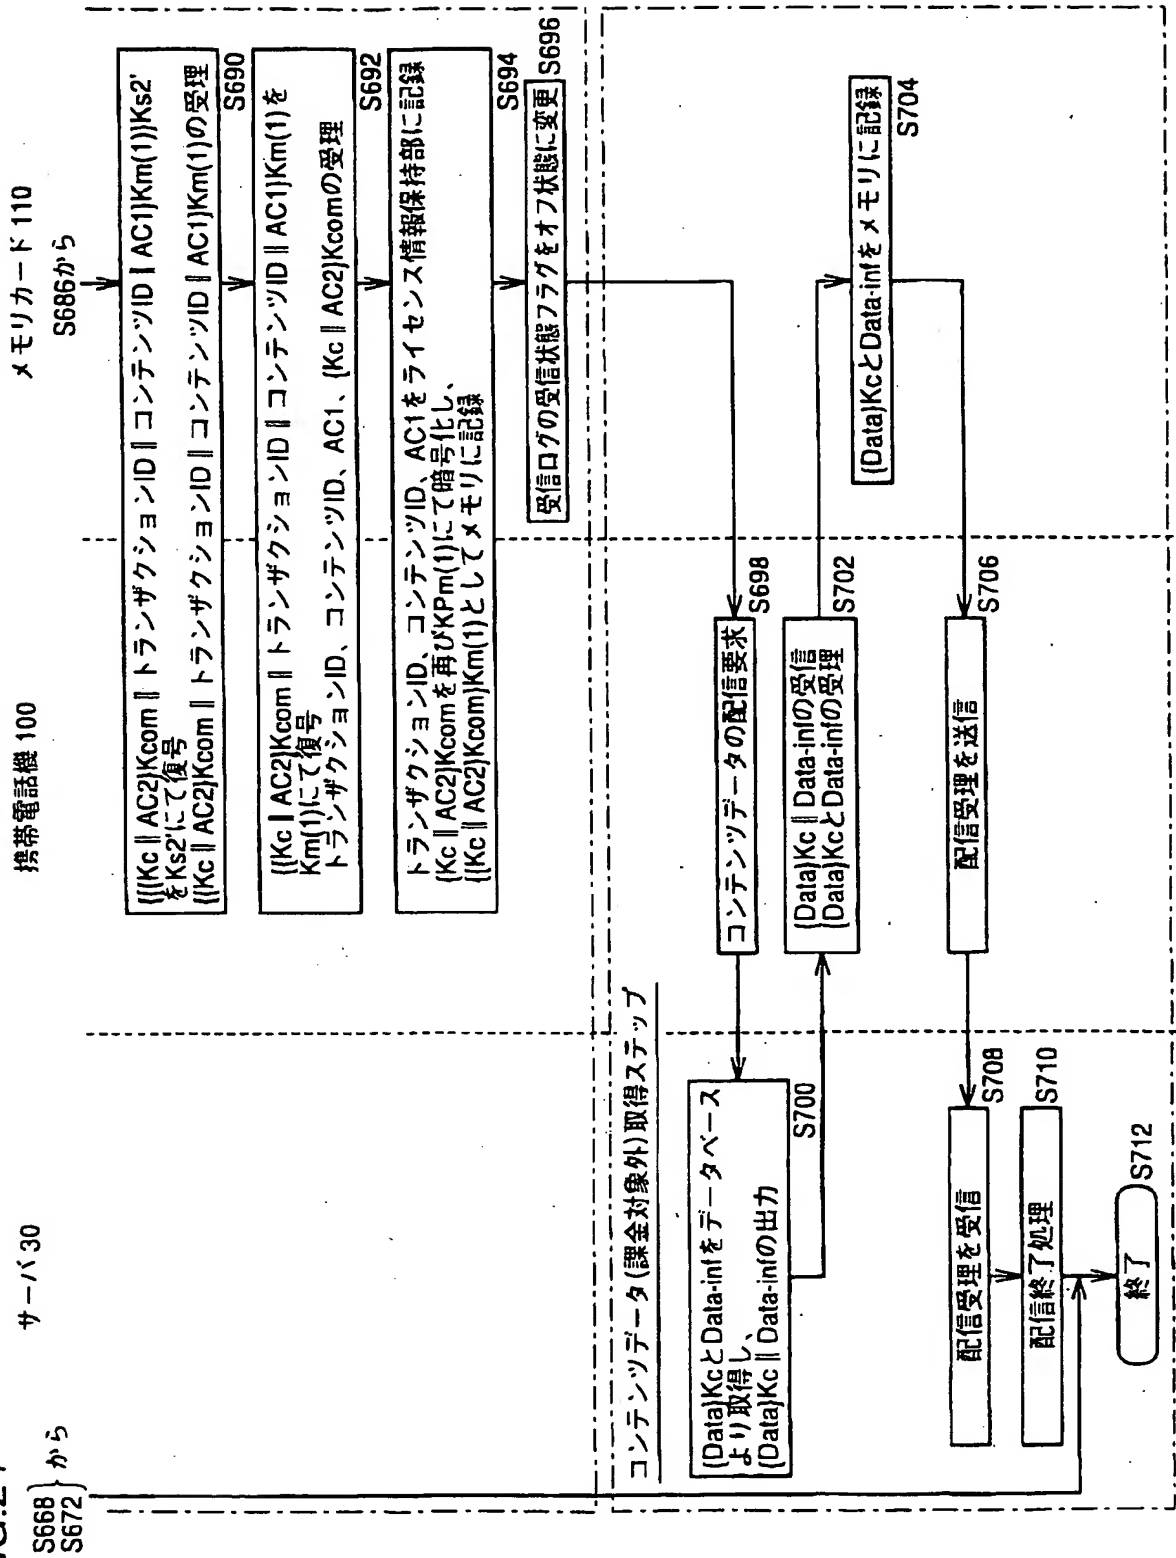 S668
S672
から
サーバ30
携帯電話機 100
メモリカード 110
S686から
{{{{Kc ∥ AC2}Kcom ∥ トランザクションID ∥ コンテンツID ∥ AC1}Km(1)}Ks2'
をKs2'にて復号
{{Kc ∥ AC2}Kcom ∥ トランザクションID ∥ コンテンツID ∥ AC1}Km(1)の受理
S690
{{Kc ∥ AC2}Kcom ∥ トランザクションID ∥ コンテンツID ∥ AC1}Km(1)を
Km(1)にて復号
トランザクションID、コンテンツID、AC1、{Kc ∥ AC2}Kcomの受理
S692
トランザクションID、コンテンツID、AC1をライセンス情報保持部に記録
{Kc ∥ AC2}Kcomを再びKPm(1)にて暗号化し、
{{Kc ∥ AC2}Kcom}Km(1)としてメモリに記録
S694
受信ログの受信状態フラグをオフ状態に変更
S696
コンテンツデータ(課金対象外)取得ステップ
コンテンツデータの配信要求
S698
{Data}KcとData-infをデータベース
より取得し、
{Data}Kc ∥ Data-infの出力
S700
{Data}Kc ∥ Data-infの受信
{Data}KcとData-infの受理
S702
{Data}KcとData-infをメモリに記録
S704
配信受理を送信
S706
配信受理を受信
S708
配信終了処理
S710
終了
S712